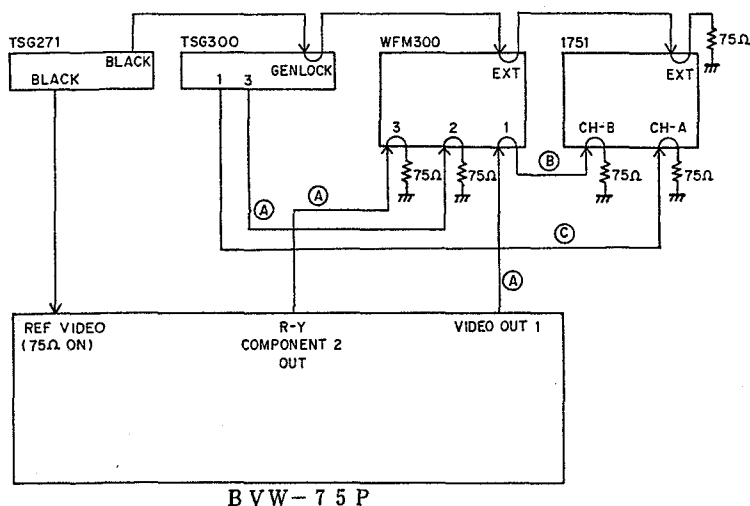 TSG271
BLACK
BLACK
TSG300
GENLOCK
1 3
WFM300
EXT
3 2 1
1751
EXT
CH-B CH-A
75Ω
75Ω
75Ω
75Ω
75Ω
A
A
A
B
C
REF VIDEO
(75Ω ON)
R-Y
COMPONENT 2
OUT
VIDEO OUT 1
BVW-75P